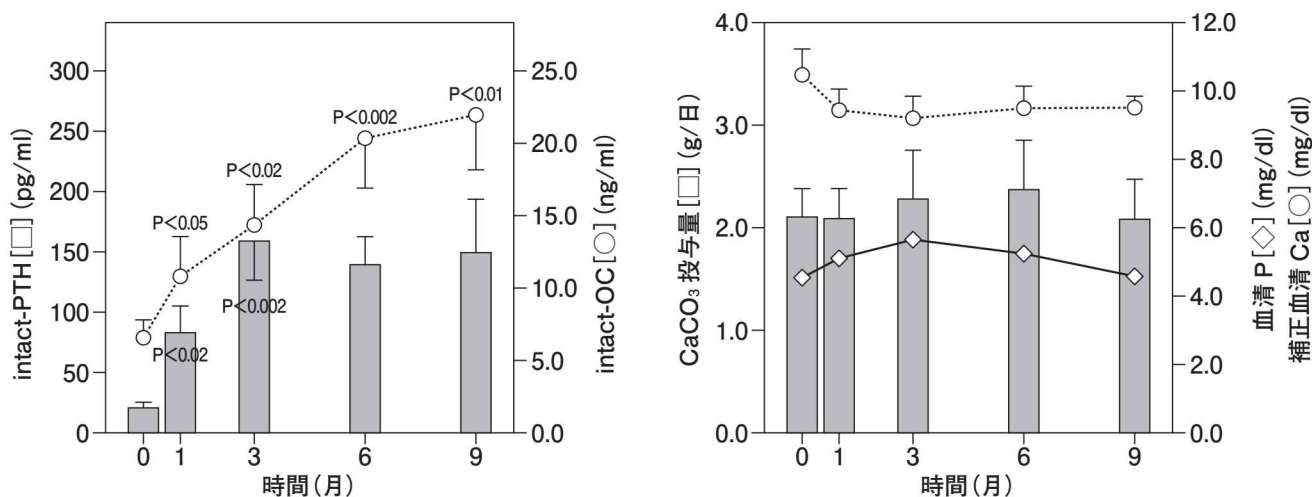 intact-PTH[□](pg/ml)
300
250
200
150
100
50
0
25.0
20.0
15.0
10.0
5.0
0.0
intact-OC[○](ng/ml)
P<0.05
P<0.02
P<0.002
P<0.01
P<0.02
P<0.002
0 1 3 6 9
時間(月)
CaCO₃ 投与量[□](g/日)
4.0
3.0
2.0
1.0
0.0
12.0
10.0
8.0
6.0
4.0
2.0
0.0
血清 P[◇](mg/dl)
補正血清 Ca[○](mg/dl)
0 1 3 6 9
時間(月)